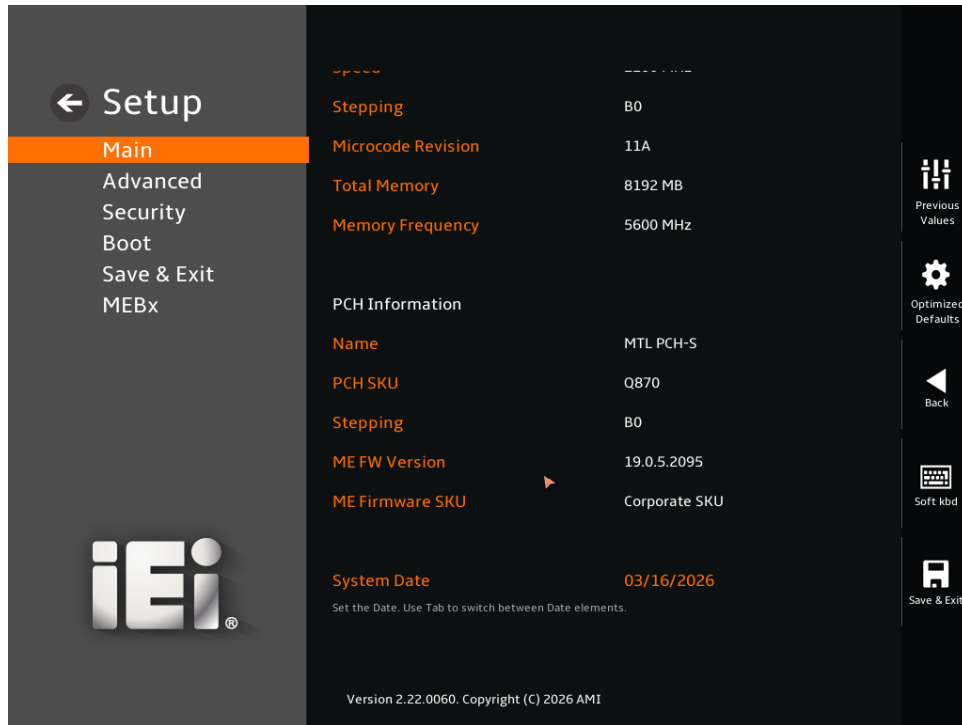 Setup
Main
Advanced
Security
Boot
Save & Exit
MEBx
Speed
Stepping B0
Microcode Revision 11A
Total Memory 8192 MB
Memory Frequency 5600 MHz
PCH Information
Name MTL PCH-S
PCH SKU Q870
Stepping B0
ME FW Version 19.0.5.2095
ME Firmware SKU Corporate SKU
System Date 03/16/2026
Set the Date. Use Tab to switch between Date elements.
Version 2.22.0060. Copyright (C) 2026 AMI
Previous
Values
Optimized
Defaults
Back
Soft kbd
Save & Exit
iEi®